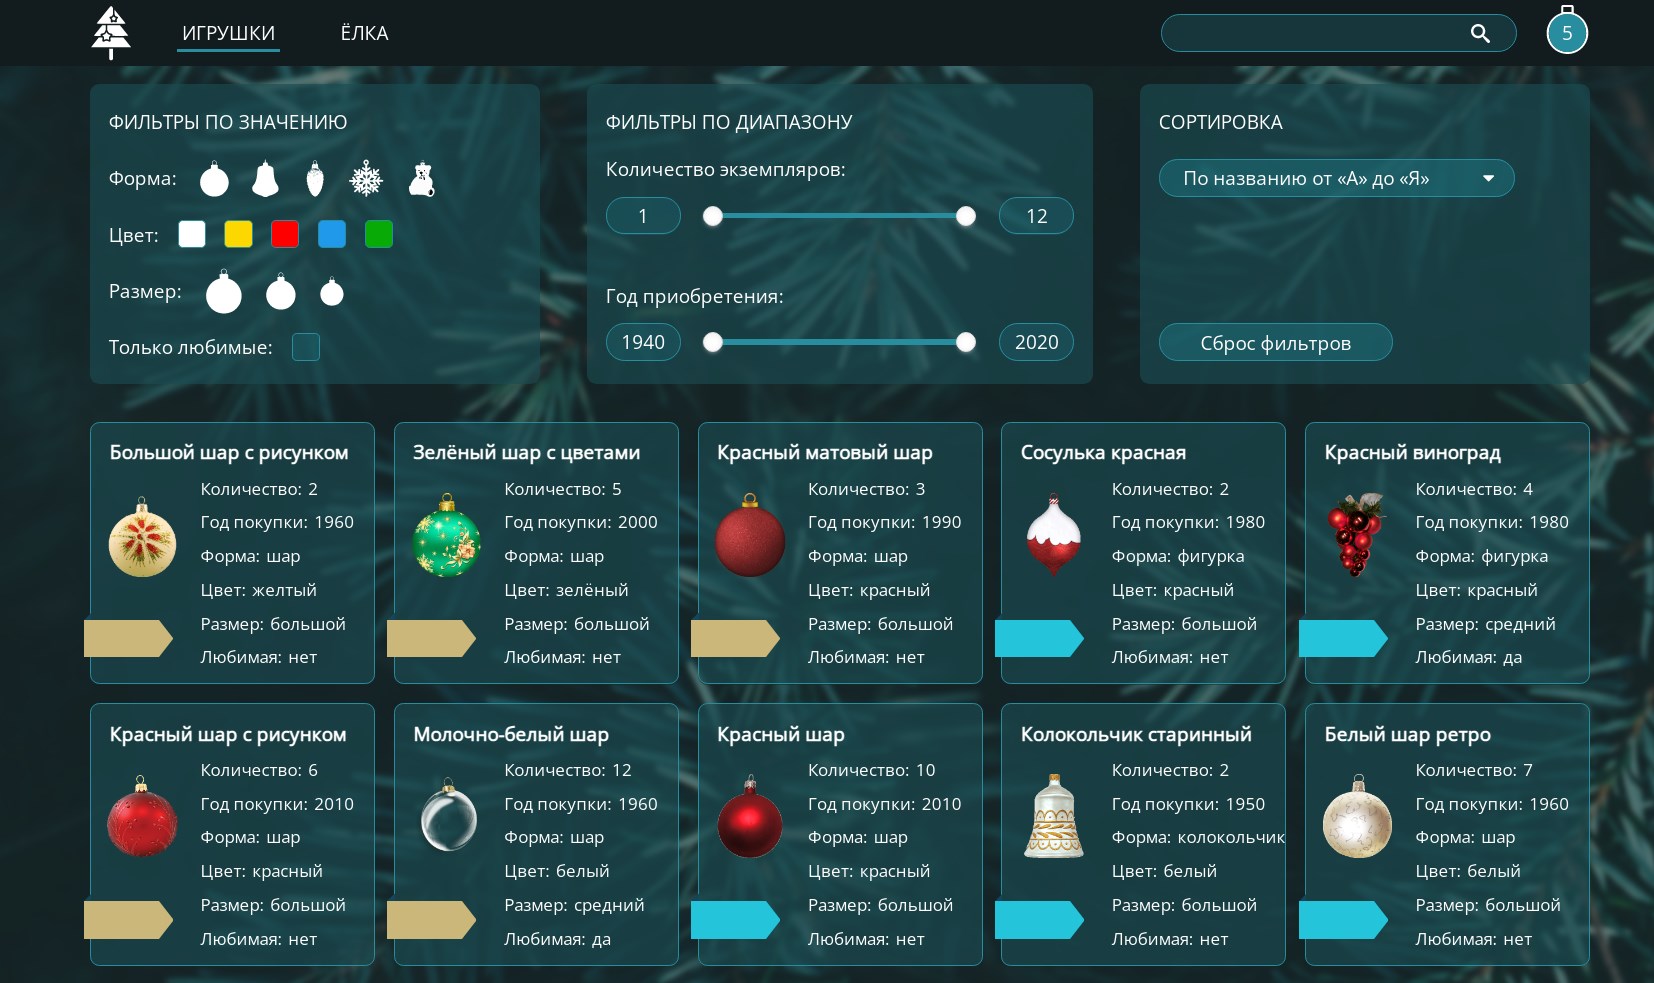 ИГРУШКИ
ЁЛКА
5
ФИЛЬТРЫ ПО ЗНАЧЕНИЮ
Форма:
Цвет:
Размер:
Только любимые:
ФИЛЬТРЫ ПО ДИАПАЗОНУ
Количество экземпляров:
1
12
Год приобретения:
1940
2020
СОРТИРОВКА
По названию от «А» до «Я»
Сброс фильтров
Большой шар с рисунком
Количество: 2
Год покупки: 1960
Форма: шар
Цвет: желтый
Размер: большой
Любимая: нет
Зелёный шар с цветами
Количество: 5
Год покупки: 2000
Форма: шар
Цвет: зелёный
Размер: большой
Любимая: нет
Красный матовый шар
Количество: 3
Год покупки: 1990
Форма: шар
Цвет: красный
Размер: большой
Любимая: нет
Сосулька красная
Количество: 2
Год покупки: 1980
Форма: фигурка
Цвет: красный
Размер: большой
Любимая: нет
Красный виноград
Количество: 4
Год покупки: 1980
Форма: фигурка
Цвет: красный
Размер: средний
Любимая: да
Красный шар с рисунком
Количество: 6
Год покупки: 2010
Форма: шар
Цвет: красный
Размер: большой
Любимая: нет
Молочно-белый шар
Количество: 12
Год покупки: 1960
Форма: шар
Цвет: белый
Размер: средний
Любимая: да
Красный шар
Количество: 10
Год покупки: 2010
Форма: шар
Цвет: красный
Размер: большой
Любимая: нет
Колокольчик старинный
Количество: 2
Год покупки: 1950
Форма: колокольчик
Цвет: белый
Размер: большой
Любимая: нет
Белый шар ретро
Количество: 7
Год покупки: 1960
Форма: шар
Цвет: белый
Размер: большой
Любимая: нет